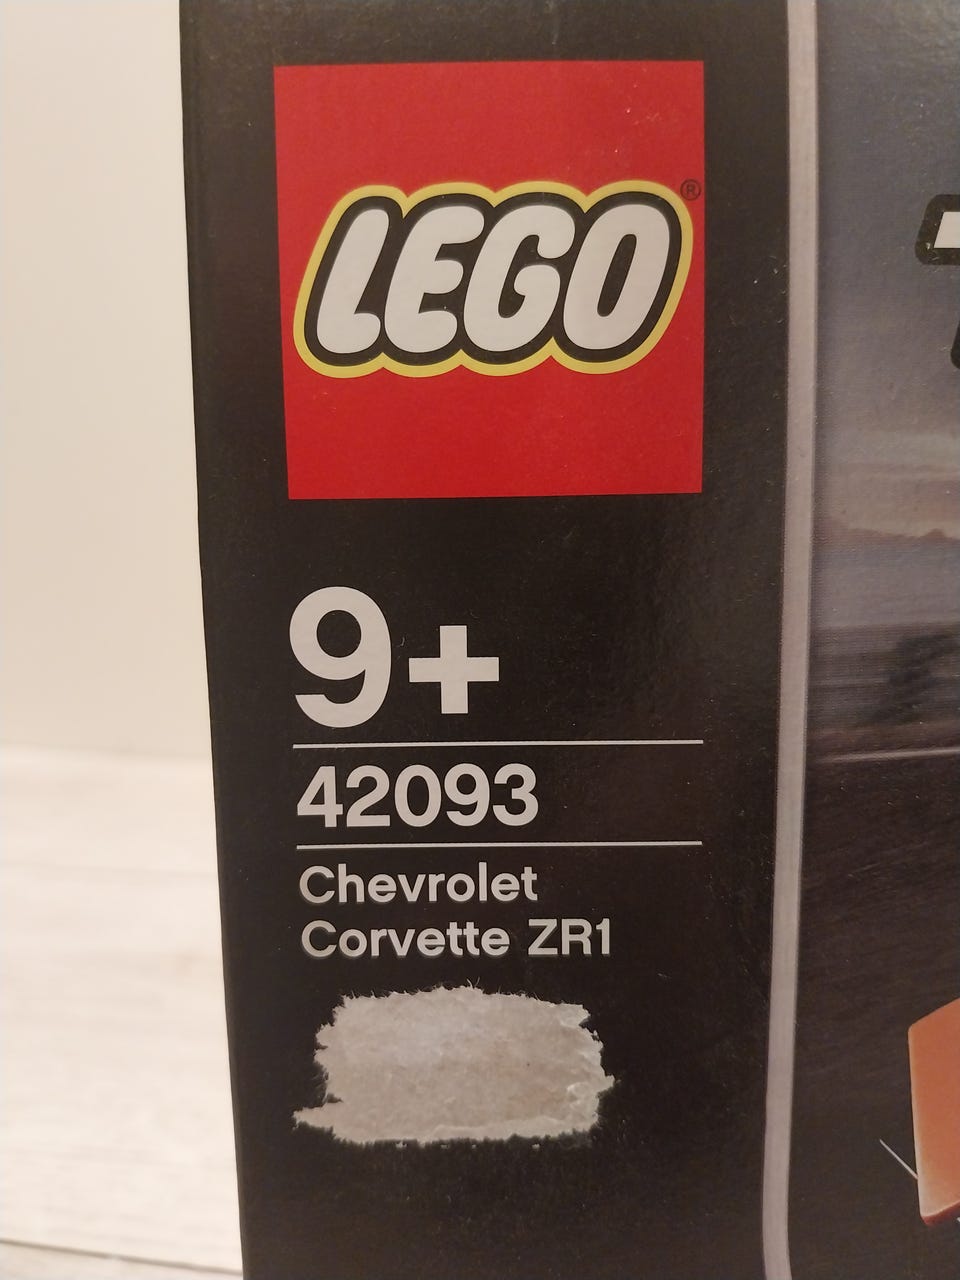 LEGO®
9+
42093
Chevrolet
Corvette ZR1